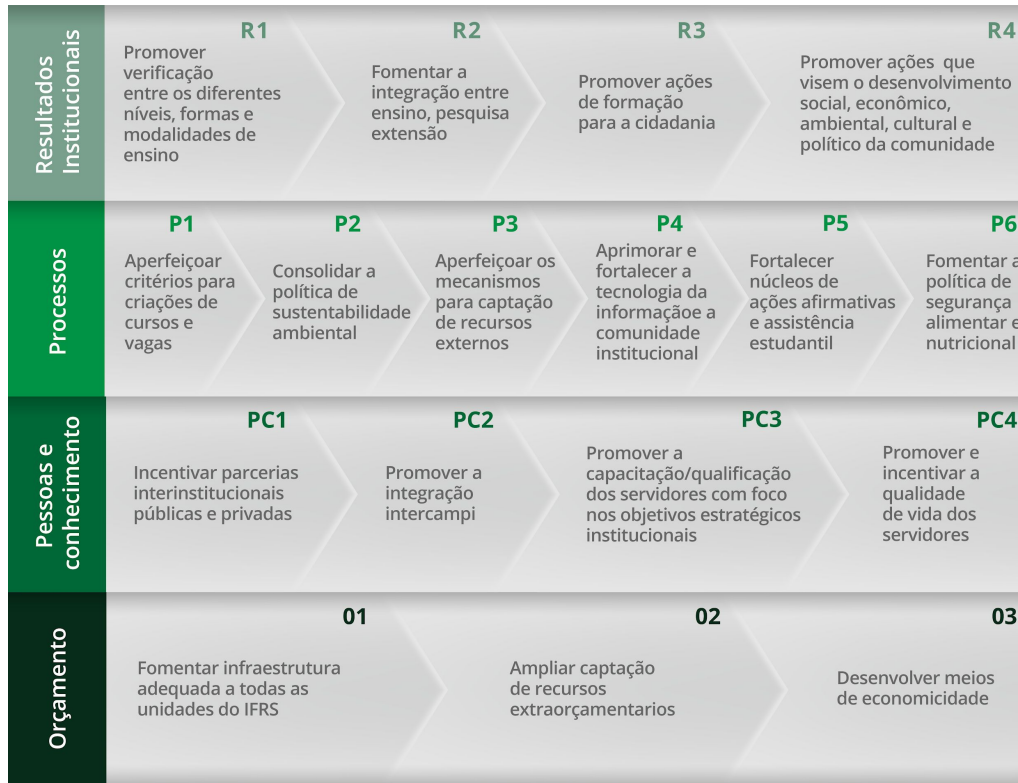 Resultados
Institucionais
R1
Promover
verificação
entre os diferentes
níveis, formas e
modalidades de
ensino
R2
Fomentar a
integração entre
ensino, pesquisa
extensão
R3
Promover ações
de formação
para a cidadania
R4
Promover ações que
visem o desenvolvimento
social, econômico,
ambiental, cultural e
político da comunidade
Processos
P1
Aperfeiçoar
critérios para
criações de
cursos e
vagas
P2
Consolidar a
política de
sustentabilidade
ambiental
P3
Aperfeiçoar os
mecanismos
para captação
de recursos
externos
P4
Aprimorar e
fortalecer a
tecnologia da
informaçãoe a
comunidade
institucional
P5
Fortalecer
núcleos de
ações afirmativas
e assistência
estudantil
P6
Fomentar a
política de
segurança
alimentar e
nutricional
Pessoas e
conhecimento
PC1
Incentivar parcerias
interinstitucionais
públicas e privadas
PC2
Promover a
integração
intercampi
PC3
Promover a
capacitação/qualificação
dos servidores com foco
nos objetivos estratégicos
institucionais
PC4
Promover e
incentivar a
qualidade
de vida dos
servidores
Orçamento
01
Fomentar infraestrutura
adequada a todas as
unidades do IFRS
02
Ampliar captação
de recursos
extraorçamentarios
03
Desenvolver meios
de economicidade